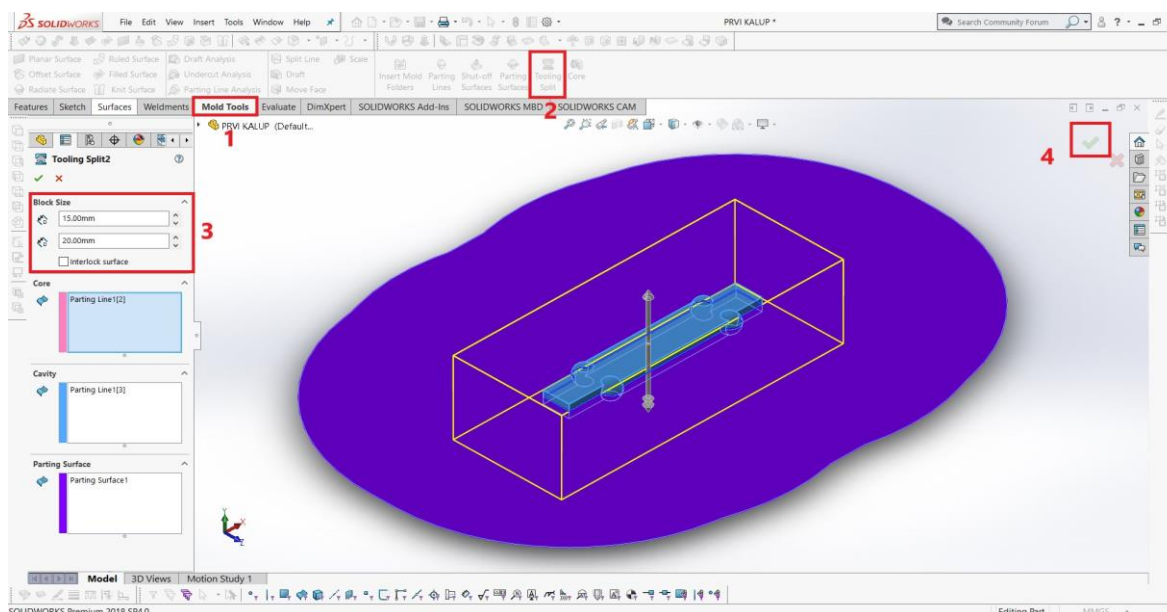 SOLIDWORKS File Edit View Insert Tools Window Help PRVI KALUP * Search Community Forum
Planar Surface Ruled Surface Draft Analysis Split Line Scale
Offset Surface Filled Surface Undercut Analysis Draft Insert Mold Folders Parting Lines Shut-off Surfaces Parting Surfaces Tooling Split Core
Radiate Surface Knit Surface Parting Line Analysis Move Face
Features Sketch Surfaces Weldments Mold Tools Evaluate DimXpert SOLIDWORKS Add-Ins SOLIDWORKS MBD SOLIDWORKS CAM
1
2
PRVI KALUP (Default...
4
Tooling Split2
Block Size
15.00mm
3
20.00mm
Interlock surface
Core
Parting Line1[2]
Cavity
Parting Line1[3]
Parting Surface
Parting Surface1
Y
X
Z
Model 3D Views Motion Study 1
SOLIDWORKS Premium 2018 SP4.0 Editing Part MMGS